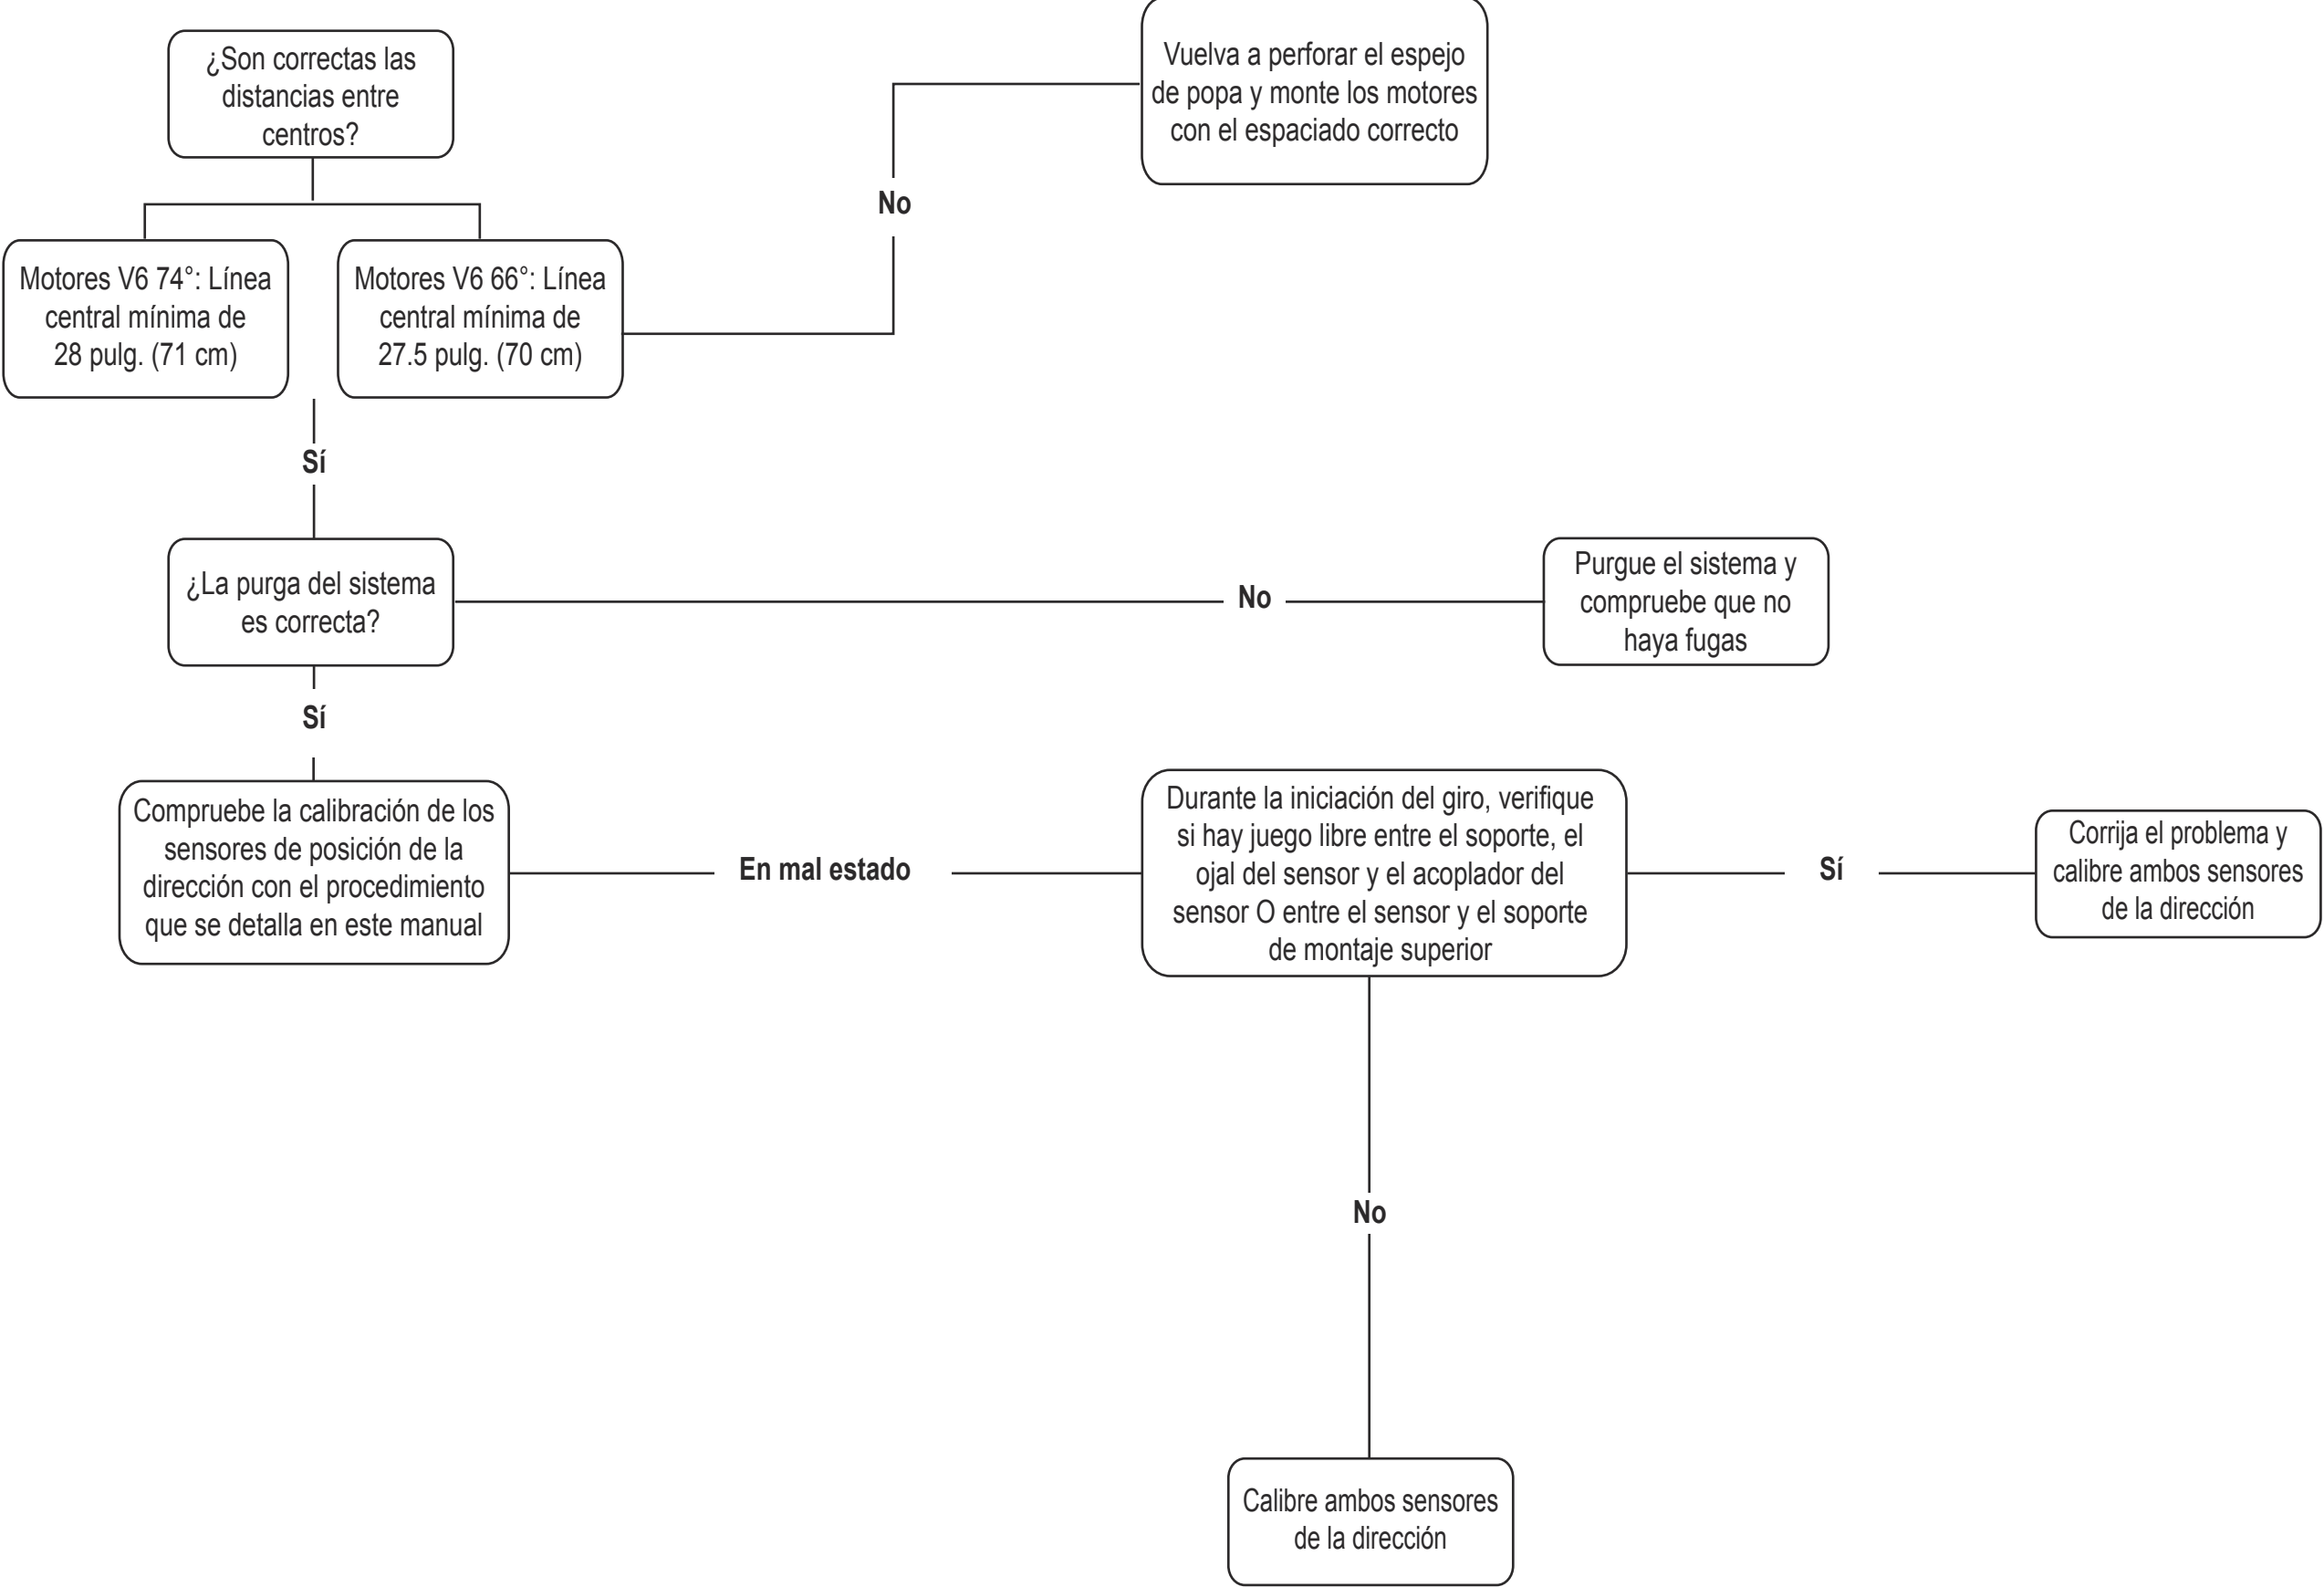 ¿Son correctas las
distancias entre
centros?
Vuelva a perforar el espejo
de popa y monte los motores
con el espaciado correcto
No
Motores V6 74°: Línea
central mínima de
28 pulg. (71 cm)
Motores V6 66°: Línea
central mínima de
27.5 pulg. (70 cm)
Sí
¿La purga del sistema
es correcta?
No
Purgue el sistema y
compruebe que no
haya fugas
Sí
Compruebe la calibración de los
sensores de posición de la
dirección con el procedimiento
que se detalla en este manual
En mal estado
Durante la iniciación del giro, verifique
si hay juego libre entre el soporte, el
ojal del sensor y el acoplador del
sensor O entre el sensor y el soporte
de montaje superior
Sí
Corrija el problema y
calibre ambos sensores
de la dirección
No
Calibre ambos sensores
de la dirección